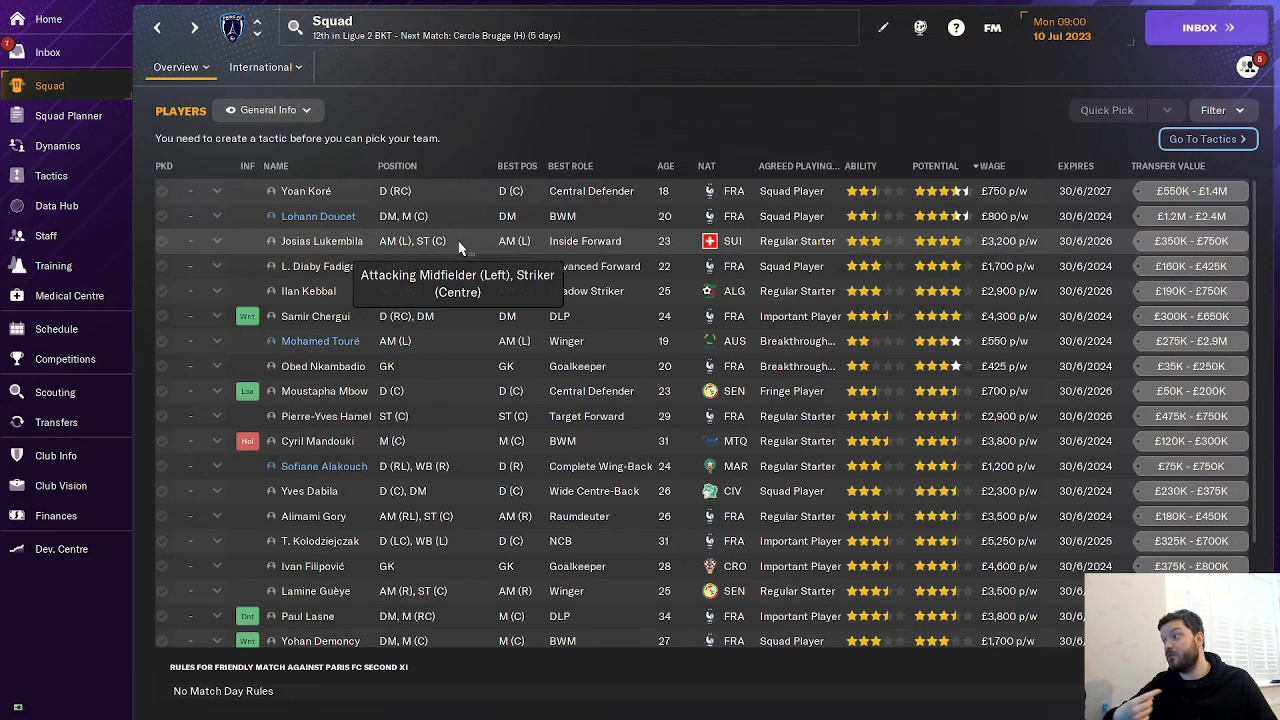 Home
Squad
12th in Ligue 2 BKT - Next Match: Cercle Brugge (H) (5 days)
FM
Mon 09:00
10 Jul 2023
INBOX
7
Inbox
Squad
Squad Planner
Dynamics
Tactics
Data Hub
Staff
Training
Medical Centre
Schedule
Competitions
Scouting
Transfers
Club Info
Club Vision
Finances
Dev. Centre
Overview
International
5
PLAYERS
General Info
Quick Pick
Filter
You need to create a tactic before you can pick your team.
Go To Tactics
PKD INF NAME POSITION BEST POS BEST ROLE AGE NAT AGREED PLAYING... ABILITY POTENTIAL WAGE EXPIRES TRANSFER VALUE
- Yoan Koré D (RC) D (C) Central Defender 18 FRA Squad Player £750 p/w 30/6/2027 £550K - £1.4M
- Lohann Doucet DM, M (C) DM BWM 20 FRA Squad Player £800 p/w 30/6/2024 £1.2M - £2.4M
- Josias Lukembila AM (L), ST (C) AM (L) Inside Forward 23 SUI Regular Starter £3,200 p/w 30/6/2026 £350K - £750K
- L. Diaby Fadiga Forward 22 FRA Squad Player £1,700 p/w 30/6/2024 £160K - £425K
Attacking Midfielder (Left), Striker
(Centre)
- Ilan Kebbal Striker 25 ALG Regular Starter £2,900 p/w 30/6/2026 £190K - £750K
- Wnt Samir Chergui D (RC), DM DM DLP 24 FRA Important Player £4,300 p/w 30/6/2024 £300K - £650K
- Mohamed Touré AM (L) AM (L) Winger 19 AUS Breakthrough... £550 p/w 30/6/2024 £275K - £2.9M
- Obed Nkambadio GK GK Goalkeeper 20 FRA Breakthrough... £425 p/w 30/6/2024 £35K - £250K
- Loa Moustapha Mbow D (C) D (C) Central Defender 23 SEN Fringe Player £700 p/w 30/6/2026 £50K - £200K
- Pierre-Yves Hamel ST (C) ST (C) Target Forward 29 FRA Regular Starter £2,900 p/w 30/6/2024 £475K - £750K
- Hol Cyril Mandouki M (C) M (C) BWM 31 MTQ Regular Starter £3,800 p/w 30/6/2024 £120K - £300K
- Sofiane Alakouch D (RL), WB (R) D (R) Complete Wing-Back 24 MAR Regular Starter £1,200 p/w 30/6/2024 £75K - £750K
- Yves Dabila D (C), DM D (C) Wide Centre-Back 26 CIV Squad Player £2,300 p/w 30/6/2024 £230K - £375K
- Alimami Gory AM (RL), ST (C) AM (R) Raumdeuter 26 FRA Regular Starter £3,500 p/w 30/6/2024 £180K - £450K
- T. Kolodziejczak D (LC), WB (L) D (C) NCB 31 FRA Important Player £5,250 p/w 30/6/2025 £325K - £700K
- Ivan Filipović GK GK Goalkeeper 28 CRO Important Player £4,600 p/w 30/6/2024 £375K - £800K
- Lamine Guèye AM (R), ST (C) AM (R) Winger 25 SEN Regular Starter £3,500 p/w
- Dnt Paul Lasne DM, M (RC) M (C) DLP 34 FRA Important Player £3,800 p/w
- Wnt Yohan Demoncy DM, M (C) M (C) BWM 27 FRA Squad Player £1,700 p/w
RULES FOR FRIENDLY MATCH AGAINST PARIS FC SECOND XI
No Match Day Rules